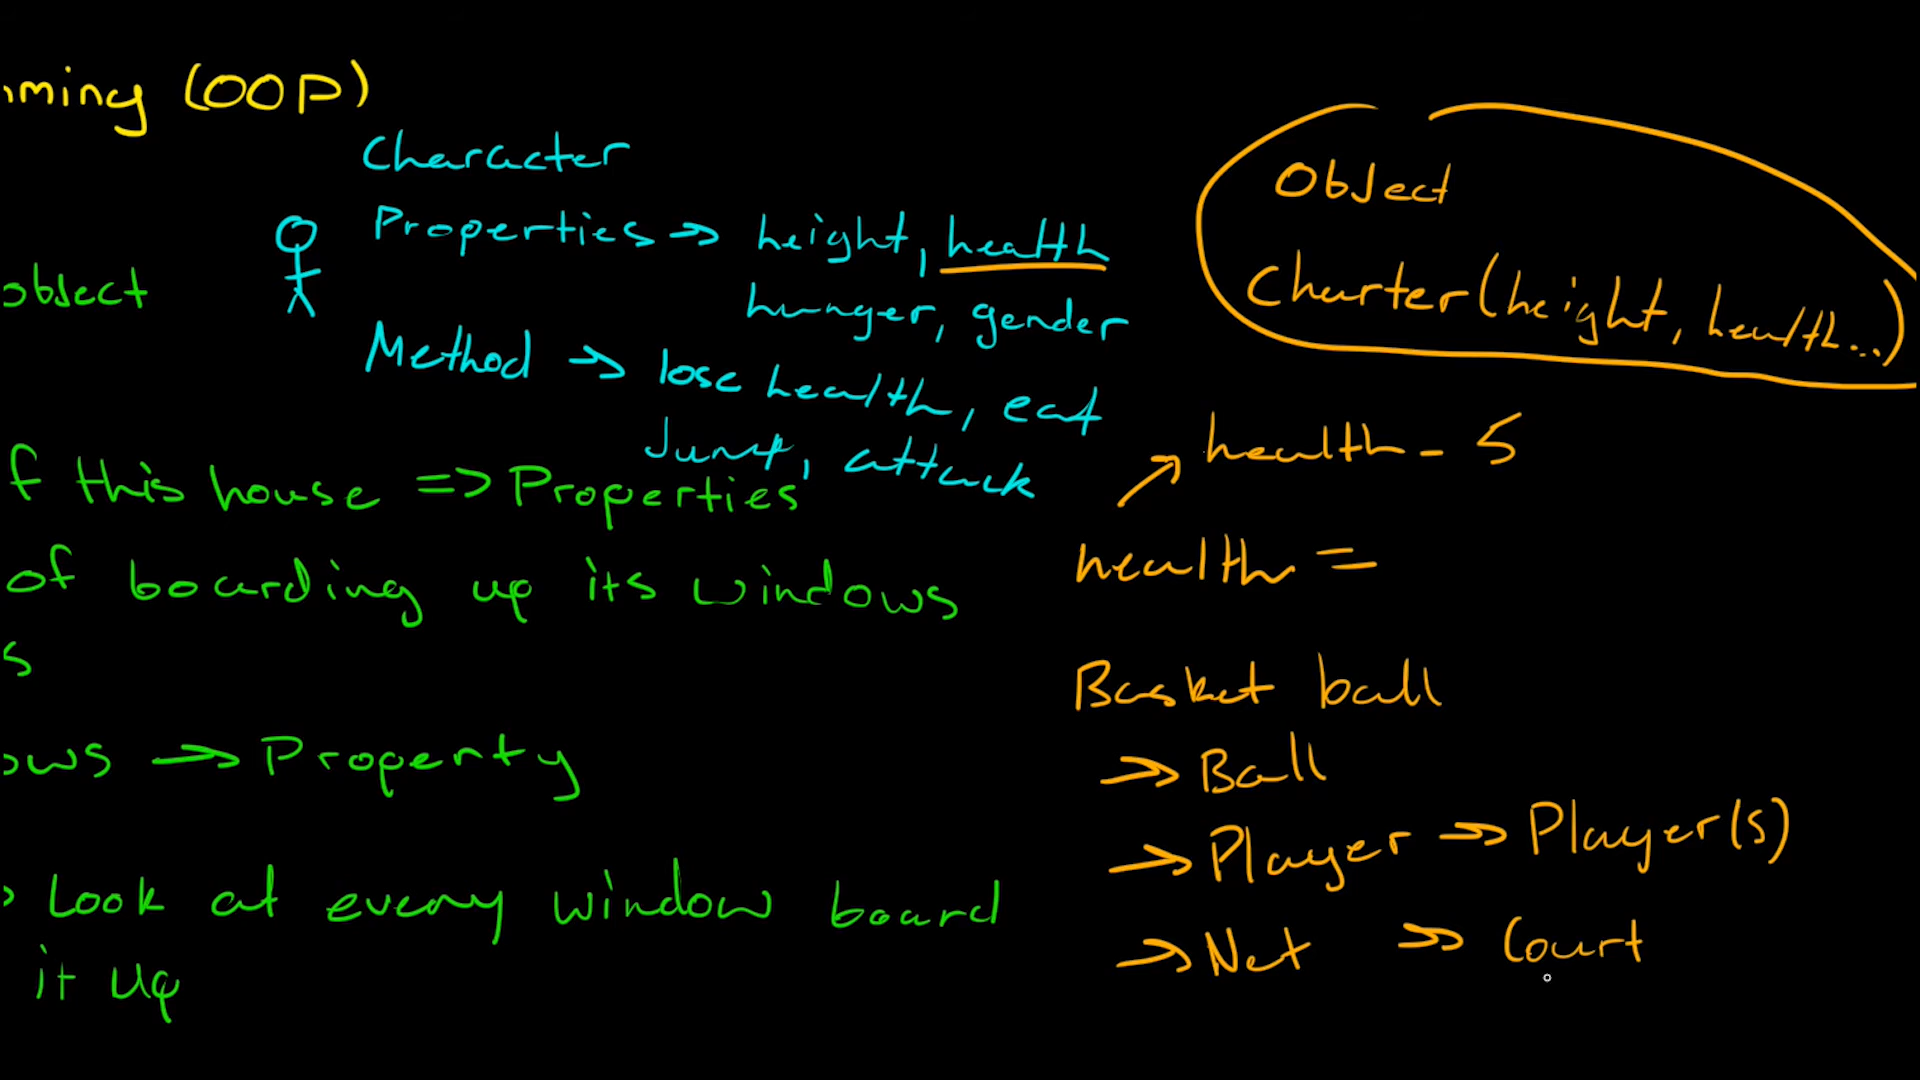 mming (OOP)
Character
Properties → height, health
hunger, gender
Method → lose health, eat
Jump, attack
object
f this house => Properties
of boarding up its windows
s
ows → Property
Look at every window board
it up
Object
Charter(height, health...)
health - 5
health =
Basket ball
→ Ball
→ Player → Player(s)
→ Net → Court